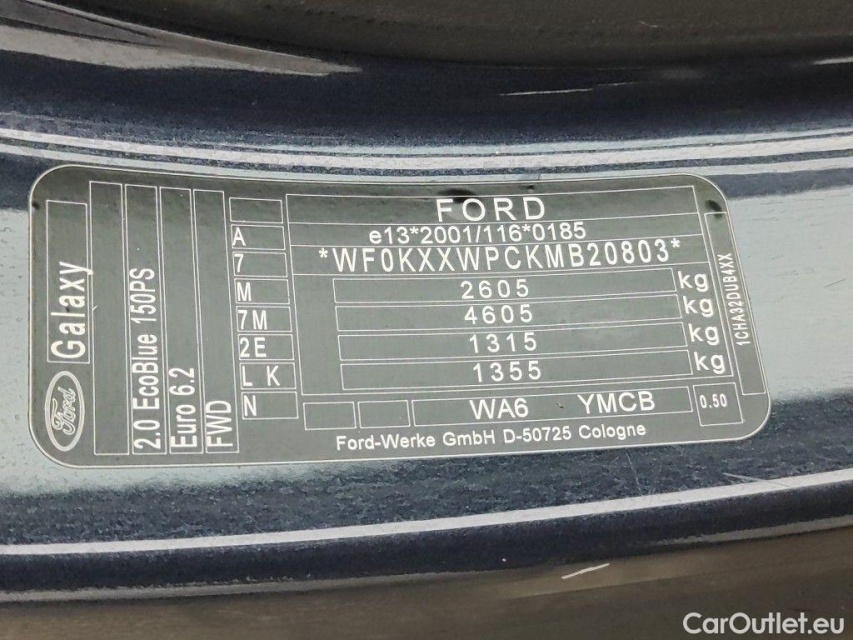 FORD
e13*2001/116*0185
*WF0KXXWPCKMB20803*
2605 kg
4605 kg
1315 kg
1355 kg
WA6 YMCB 0.50
Ford-Werke GmbH D-50725 Cologne
A
7
M
7M
2E
L K
N
Ford Galaxy
2.0 EcoBlue 150PS
Euro 6.2
FWD
1CHA32DUB4XX
CarOutlet.eu